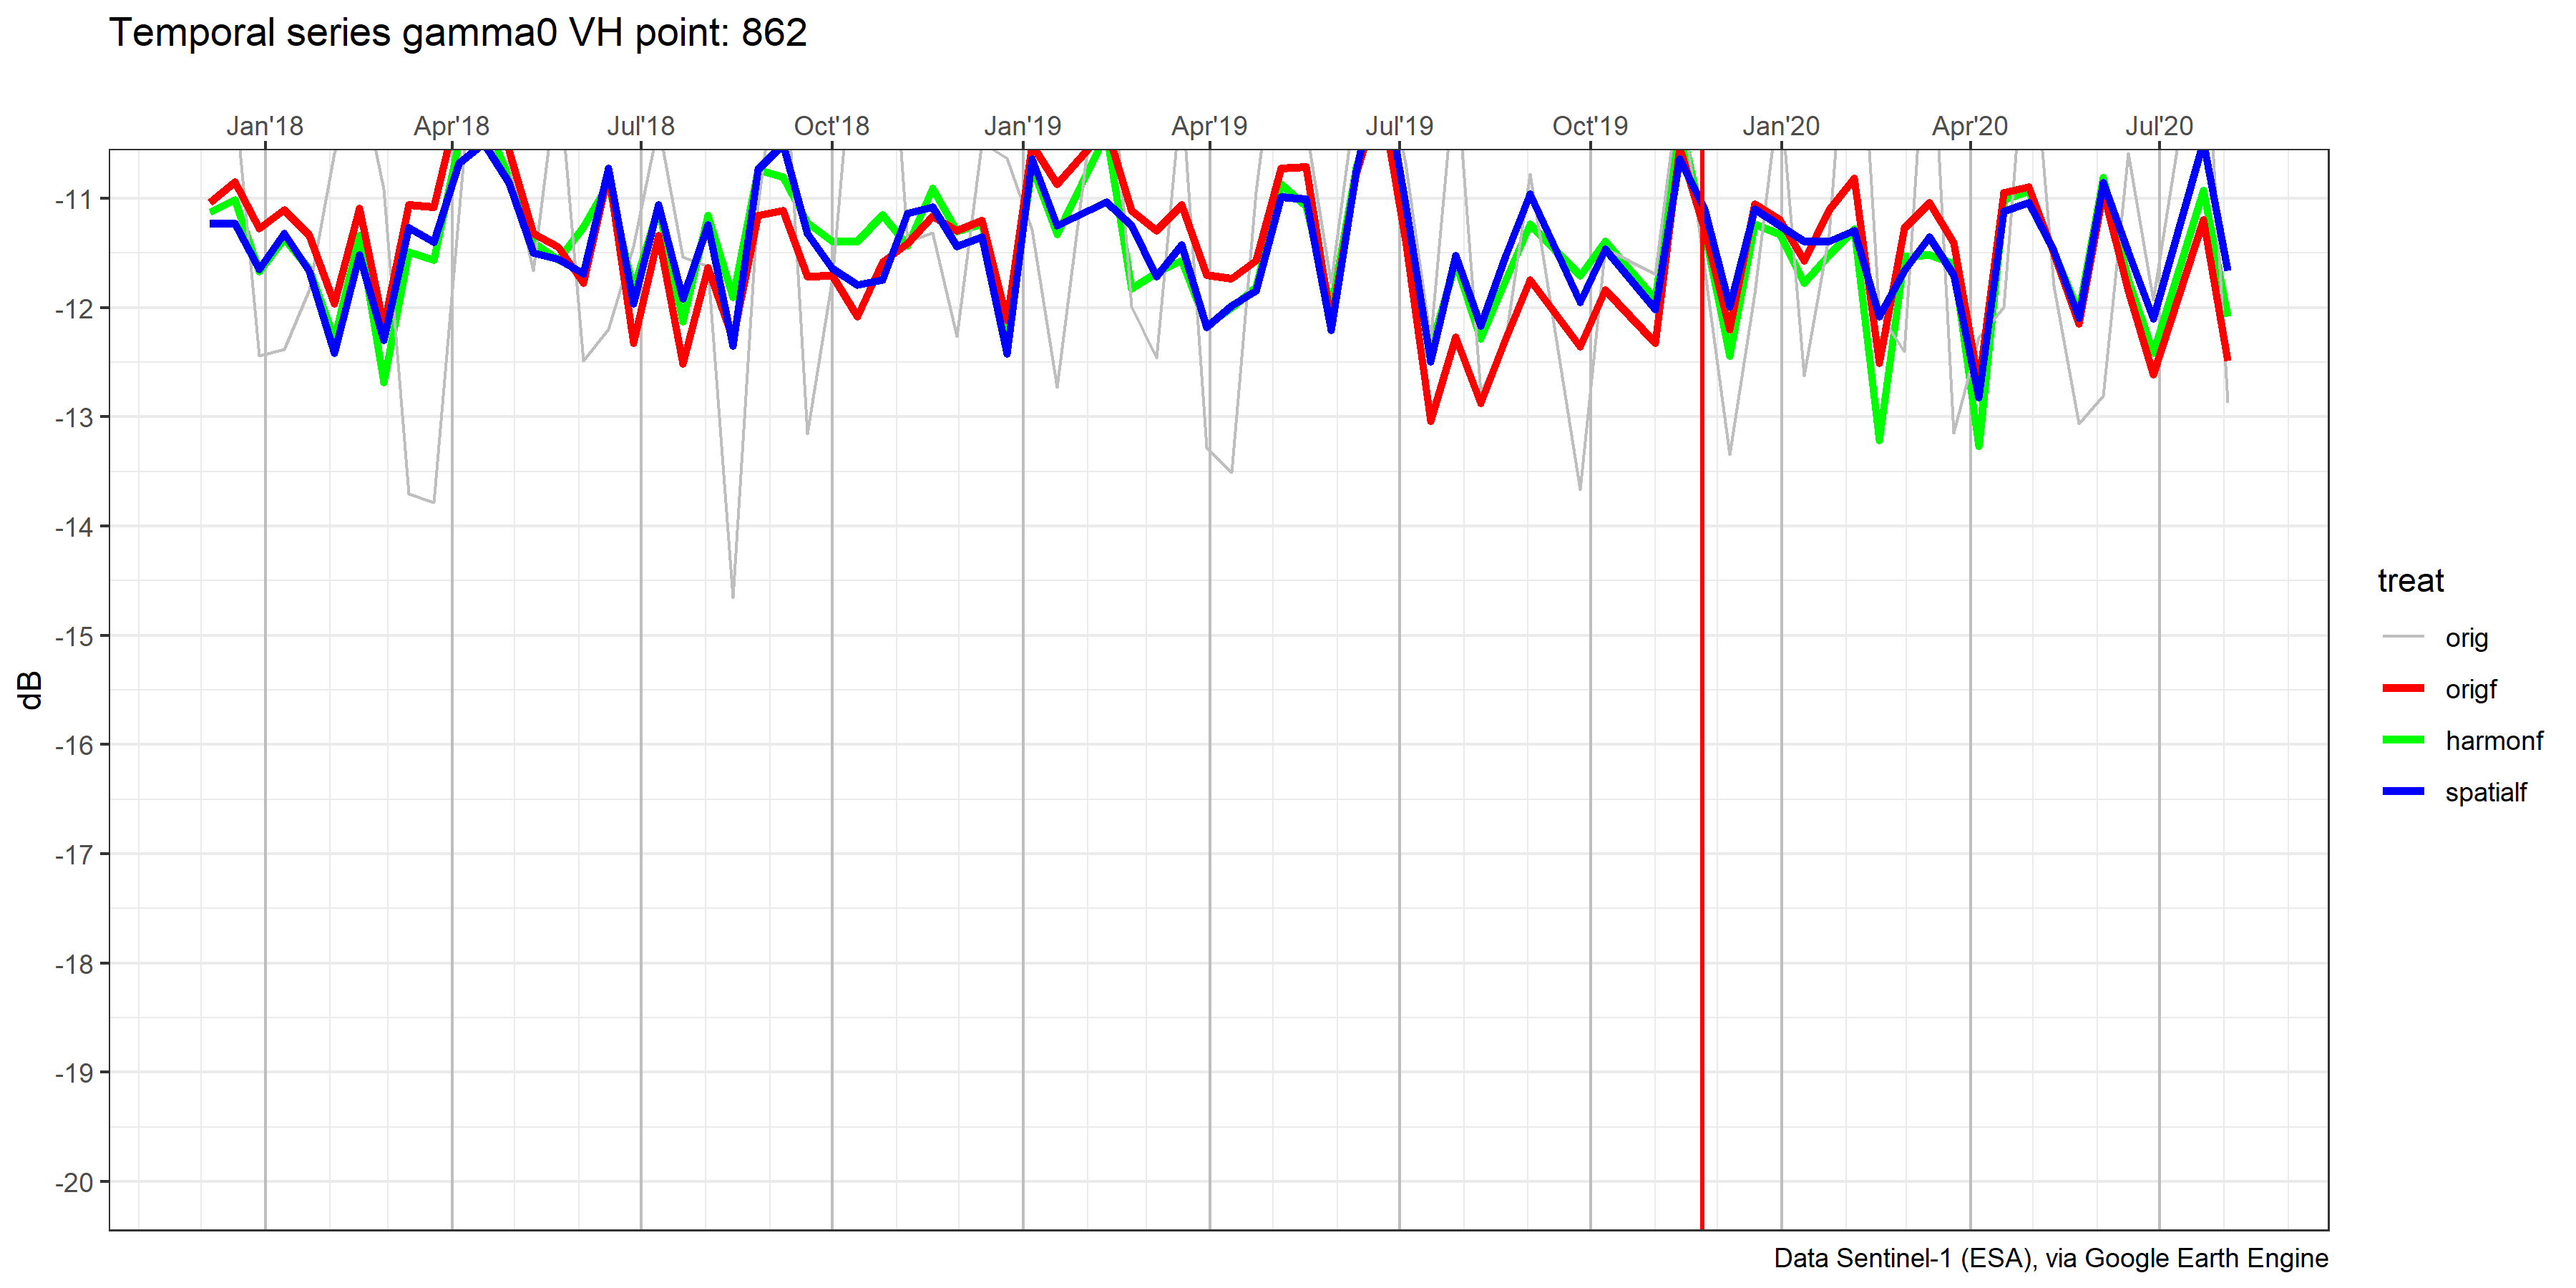 Temporal series gamma0 VH point: 862
Jan'18 Apr'18 Jul'18 Oct'18 Jan'19 Apr'19 Jul'19 Oct'19 Jan'20 Apr'20 Jul'20
-11
-12
-13
-14
-15
-16
-17
-18
-19
-20
dB
treat
orig
origf
harmonf
spatialf
Data Sentinel-1 (ESA), via Google Earth Engine